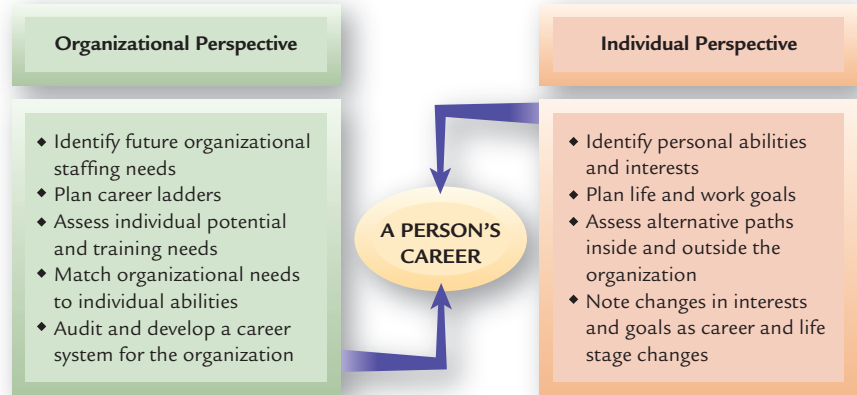 Organizational Perspective
◆ Identify future organizational
staffing needs
◆ Plan career ladders
◆ Assess individual potential
and training needs
◆ Match organizational needs
to individual abilities
◆ Audit and develop a career
system for the organization
A PERSON'S
CAREER
Individual Perspective
◆ Identify personal abilities
and interests
◆ Plan life and work goals
◆ Assess alternative paths
inside and outside the
organization
◆ Note changes in interests
and goals as career and life
stage changes